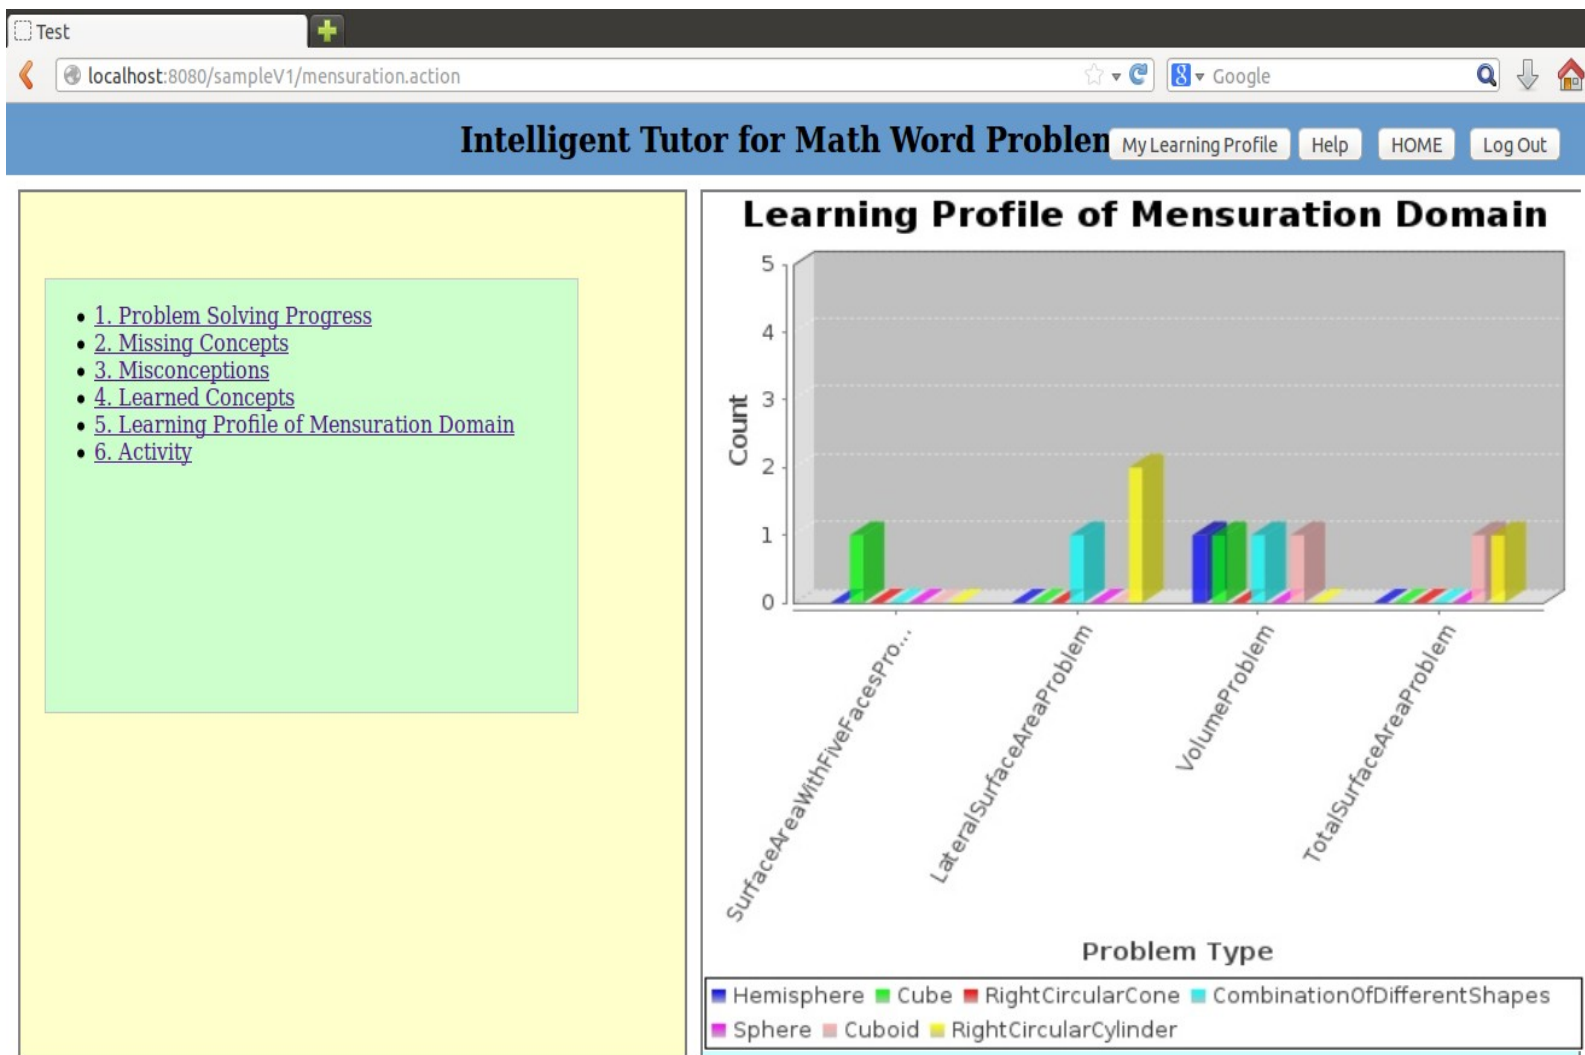 Test
localhost:8080/sampleV1/mensuration.action
Google
Intelligent Tutor for Math Word Problem
My Learning Profile
Help
HOME
Log Out
1. Problem Solving Progress
2. Missing Concepts
3. Misconceptions
4. Learned Concepts
5. Learning Profile of Mensuration Domain
6. Activity
Learning Profile of Mensuration Domain
5
4
3
2
1
0
Count
SurfaceAreaWithFiveFacesPro...
LateralSurfaceAreaProblem
VolumeProblem
TotalSurfaceAreaProblem
Problem Type
Hemisphere Cube RightCircularCone CombinationOfDifferentShapes
Sphere Cuboid RightCircularCylinder